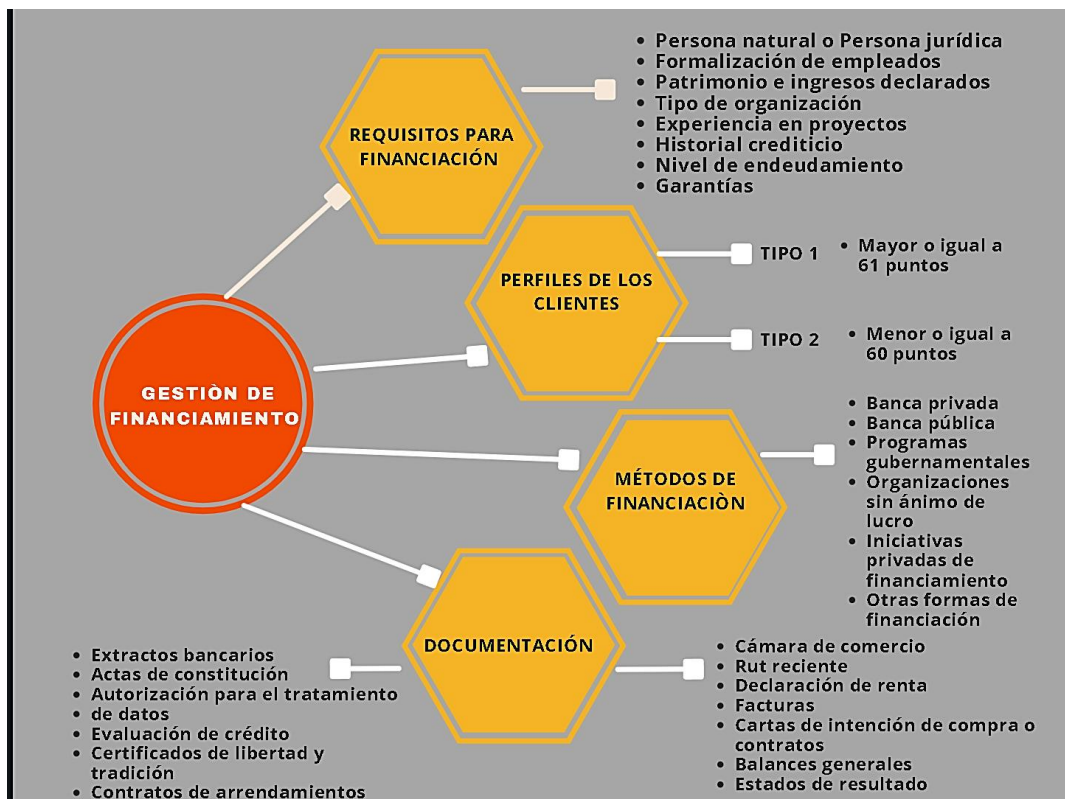 • Persona natural o Persona jurídica
• Formalización de empleados
• Patrimonio e ingresos declarados
• Tipo de organización
• Experiencia en proyectos
• Historial crediticio
• Nivel de endeudamiento
• Garantías
REQUISITOS PARA
FINANCIACIÓN
PERFILES DE LOS
CLIENTES
TIPO 1
• Mayor o igual a
61 puntos
TIPO 2
• Menor o igual a
60 puntos
GESTIÒN DE
FINANCIAMIENTO
MÉTODOS DE
FINANCIACIÒN
• Banca privada
• Banca pública
• Programas
gubernamentales
• Organizaciones
sin ánimo de
lucro
• Iniciativas
privadas de
financiamiento
• Otras formas de
financiación
DOCUMENTACIÓN
• Extractos bancarios
• Actas de constitución
• Autorización para el tratamiento
• de datos
• Evaluación de crédito
• Certificados de libertad y
tradición
• Contratos de arrendamientos
• Cámara de comercio
• Rut reciente
• Declaración de renta
• Facturas
• Cartas de intención de compra o
contratos
• Balances generales
• Estados de resultado